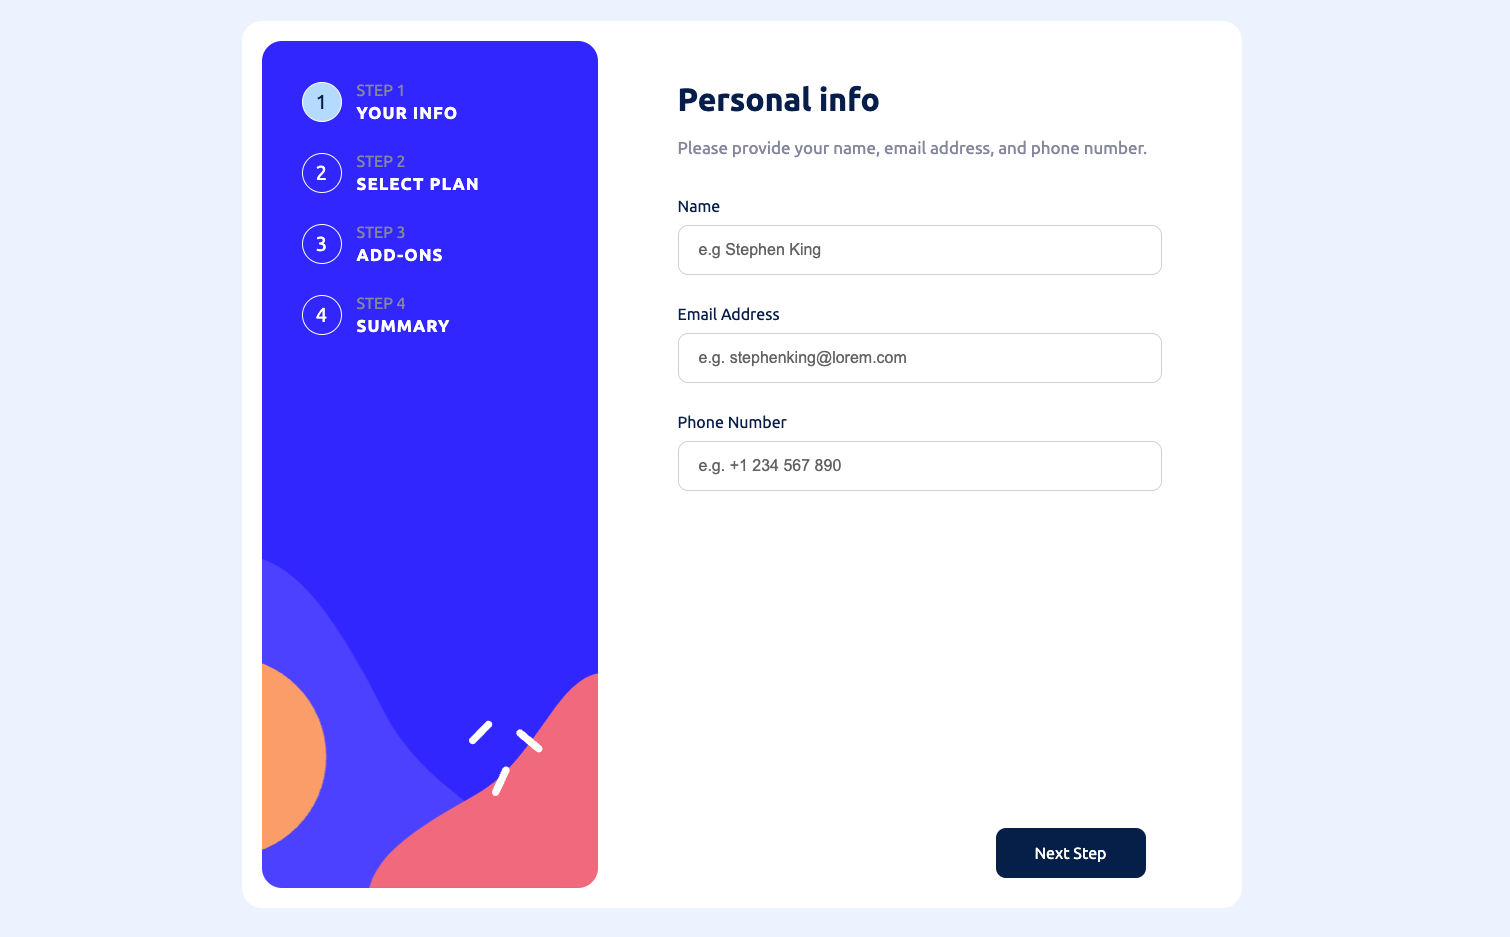 1
STEP 1
YOUR INFO
2
STEP 2
SELECT PLAN
3
STEP 3
ADD-ONS
4
STEP 4
SUMMARY
Personal info
Please provide your name, email address, and phone number.
Name
e.g Stephen King
Email Address
e.g. stephenking@lorem.com
Phone Number
e.g. +1 234 567 890
Next Step